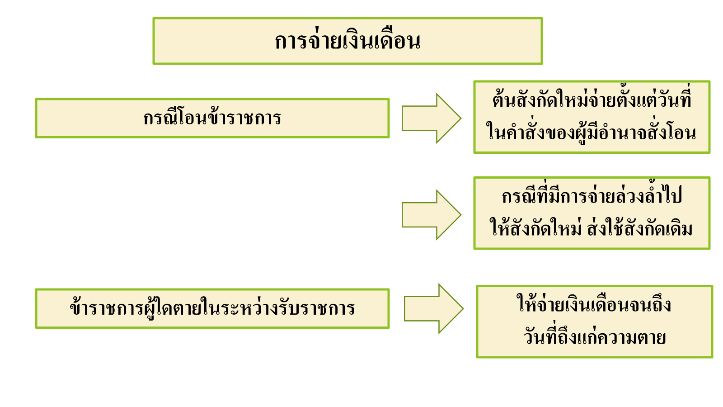 การจ่ายเงินเดือน
กรณีโอนข้าราชการ
ต้นสังกัดใหม่จ่ายตั้งแต่วันที่
ในคำสั่งของผู้มีอำนาจสั่งโอน
กรณีที่มีการจ่ายล่วงล้ำไป
ให้สังกัดใหม่ ส่งใช้สังกัดเดิม
ข้าราชการผู้ใดตายในระหว่างรับราชการ
ให้จ่ายเงินเดือนจนถึง
วันที่ถึงแก่ความตาย